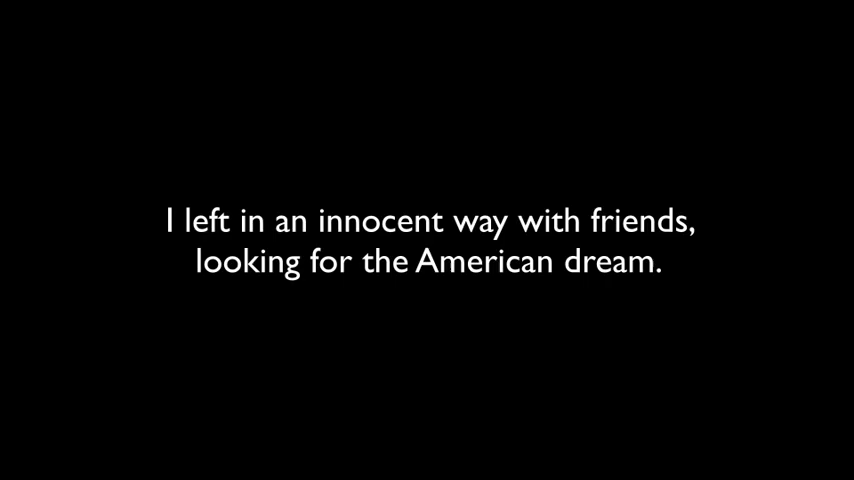 I left in an innocent way with friends,
looking for the American dream.